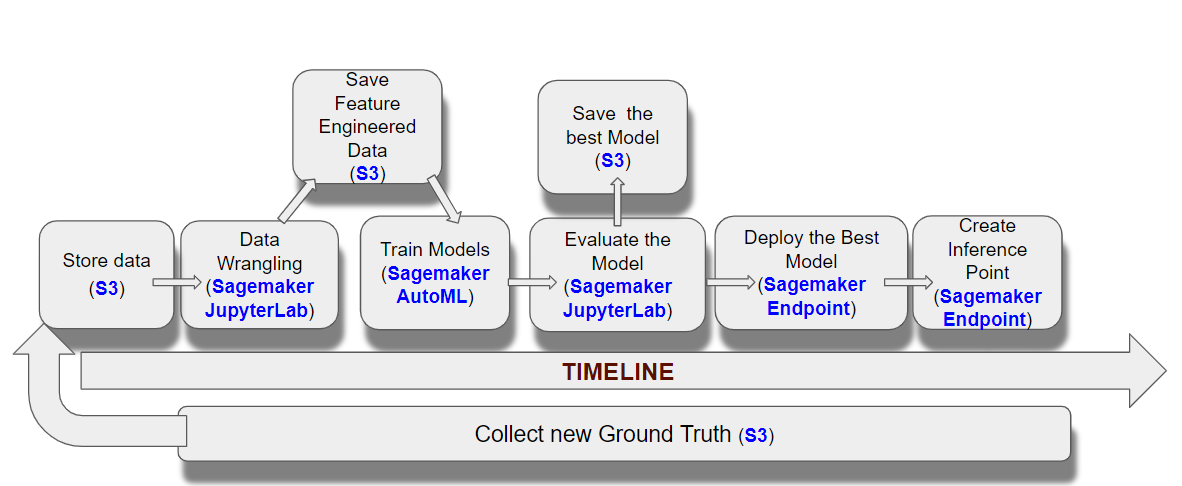 Save
Feature
Engineered
Data
(S3)
Save the
best Model
(S3)
Store data
(S3)
Data
Wrangling
(Sagemaker
JupyterLab)
Train Models
(Sagemaker
AutoML)
Evaluate the
Model
(Sagemaker
JupyterLab)
Deploy the Best
Model
(Sagemaker
Endpoint)
Create
Inference
Point
(Sagemaker
Endpoint)
TIMELINE
Collect new Ground Truth (S3)